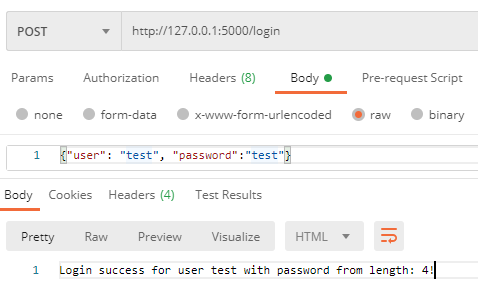 POST http://127.0.0.1:5000/login
Params Authorization Headers (8) Body Pre-request Script
none form-data x-www-form-urlencoded raw binary
1 {"user": "test", "password":"test"}
Body Cookies Headers (4) Test Results
Pretty Raw Preview Visualize HTML
1 Login success for user test with password from length: 4!